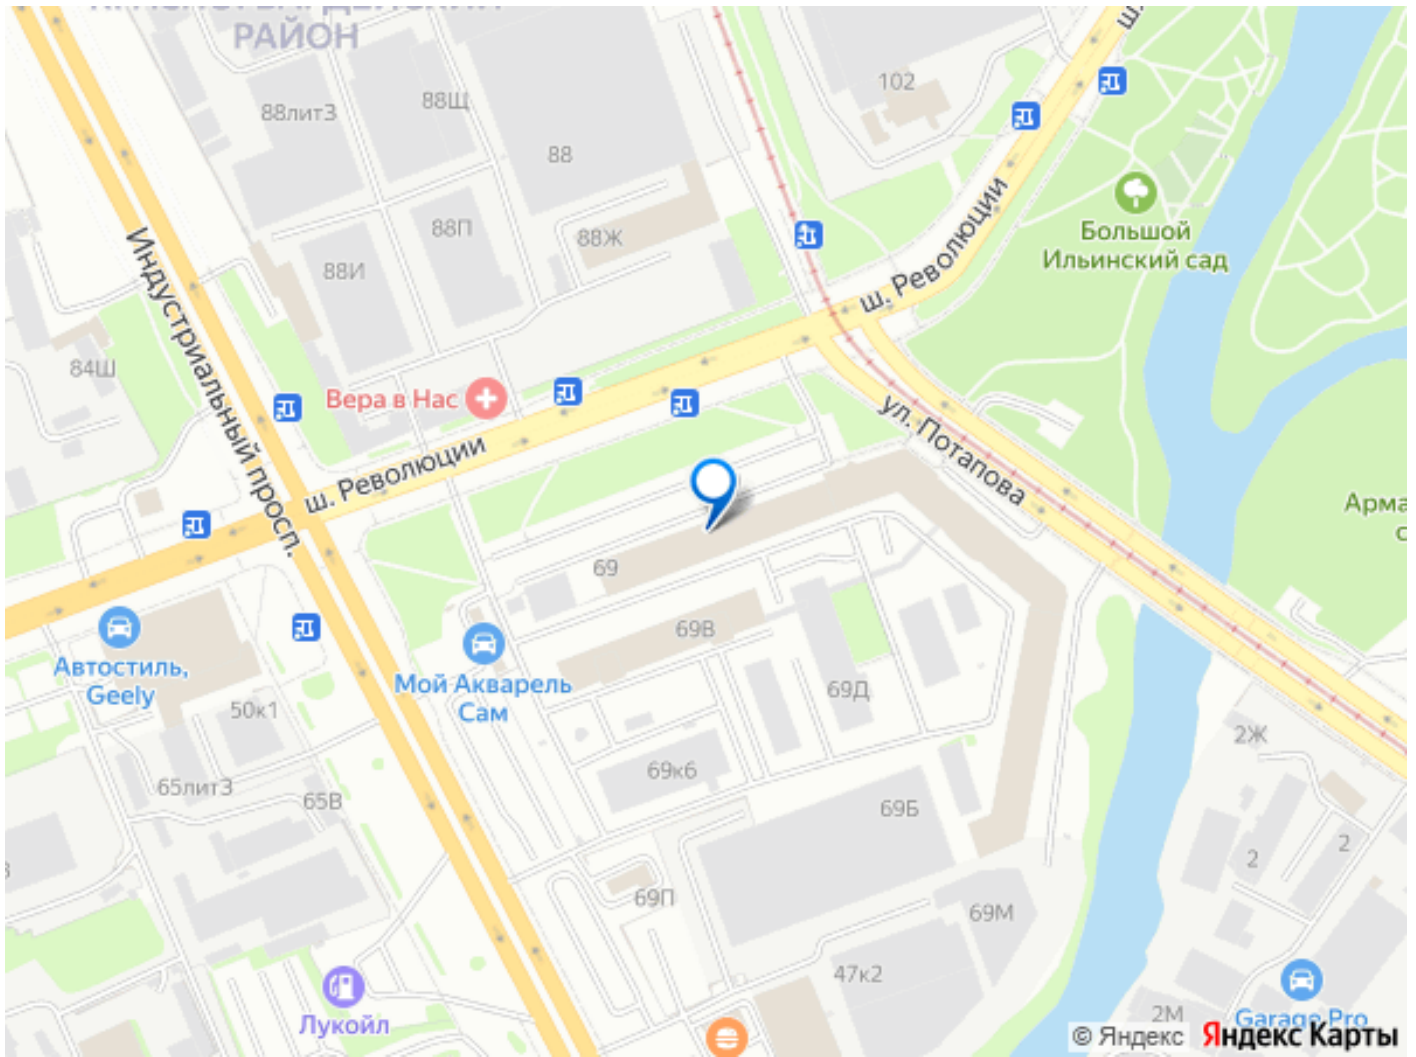 РАЙОН
88литЗ
88Щ
102
88
88П
88Ж
88И
Большой
Ильинский сад
ш. Революции
Индустриальный просп.
84Ш
Вера в Нас
ул. Потапова
ш. Революции
Арма
с
69
69В
Автостиль,
Geely
Мой Акварель
Сам
69Д
50к1
2Ж
69к6
65литЗ
65В
69Б
2
2
69П
69М
47к2
Лукойл
2М
Garage Pro
© Яндекс Яндекс Карты